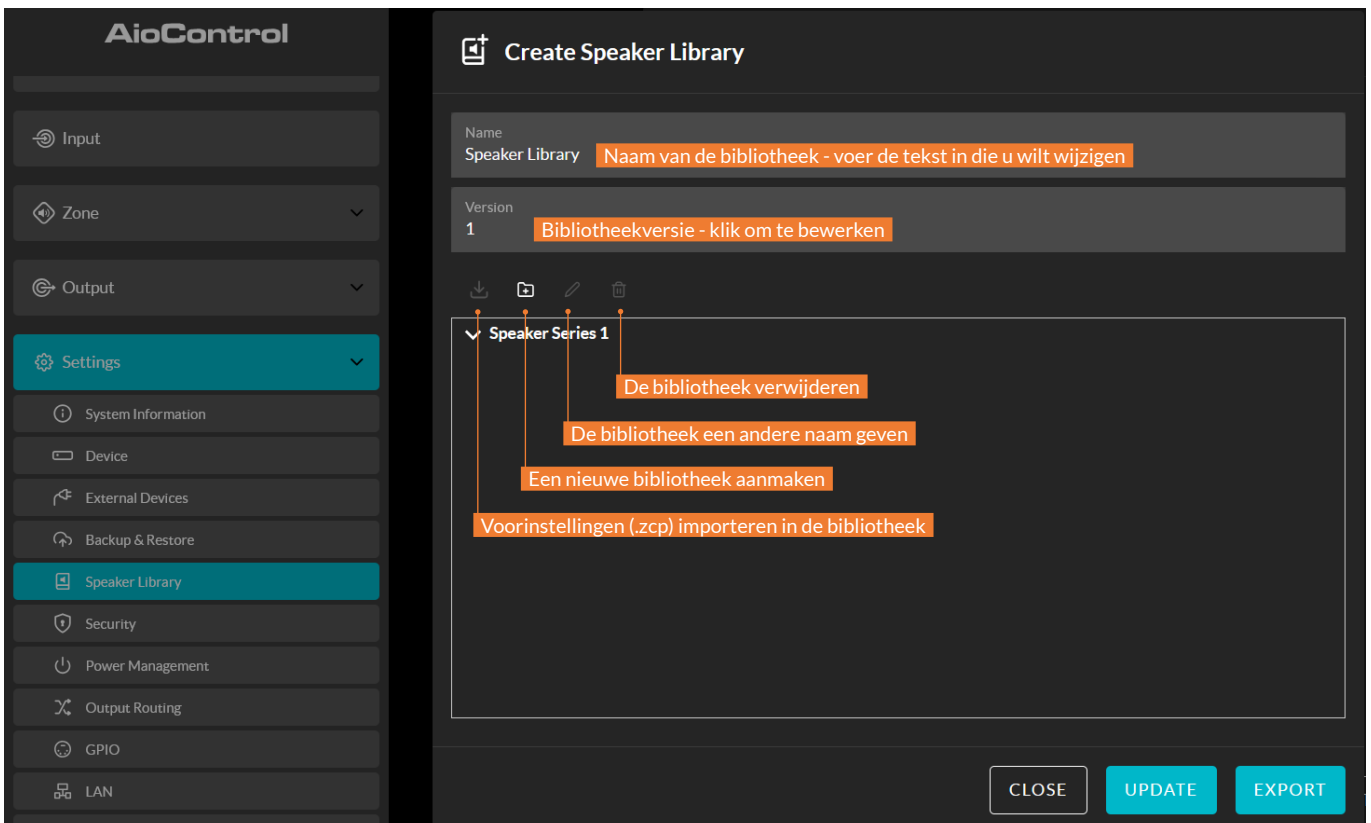 AioControl
Input
Zone
Output
Settings
System Information
Device
External Devices
Backup & Restore
Speaker Library
Security
Power Management
Output Routing
GPIO
LAN
Create Speaker Library
Name
Speaker Library
Naam van de bibliotheek - voer de tekst in die u wilt wijzigen
Version
1
Bibliotheekversie - klik om te bewerken
Speaker Series 1
De bibliotheek verwijderen
De bibliotheek een andere naam geven
Een nieuwe bibliotheek aanmaken
Voorinstellingen (.zcp) importeren in de bibliotheek
CLOSE
UPDATE
EXPORT